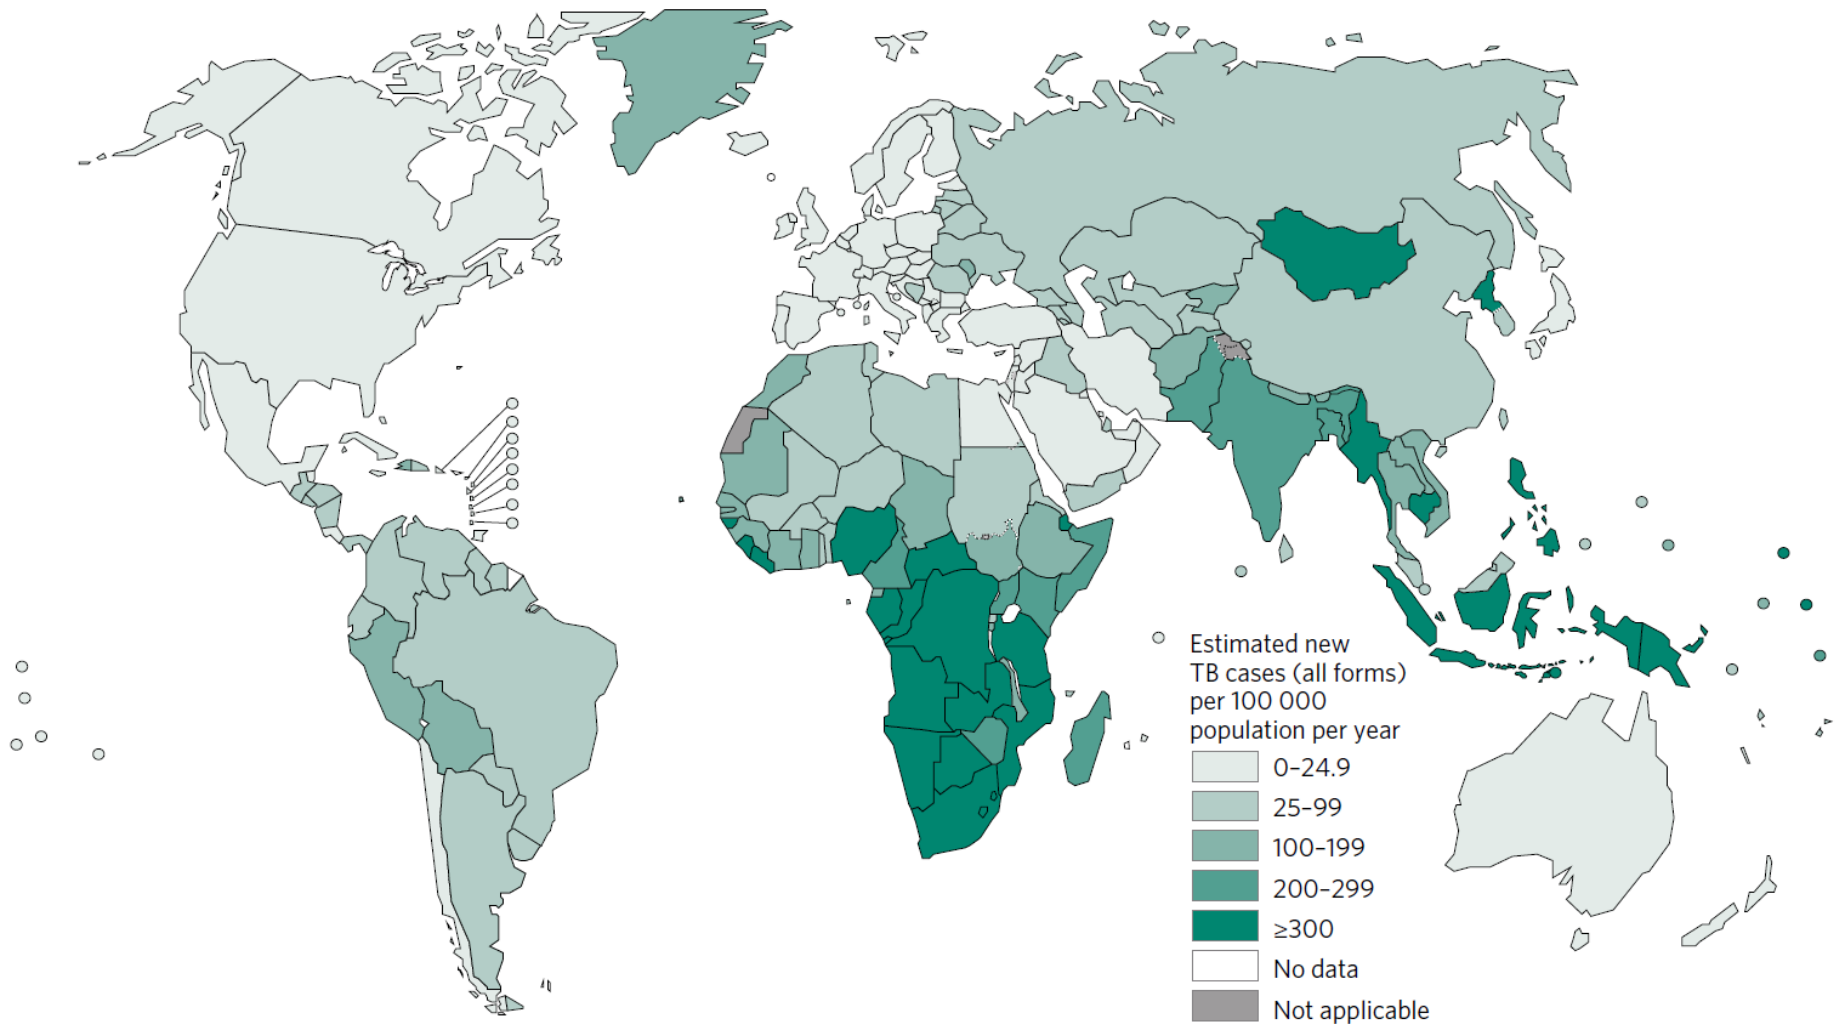 Estimated new
TB cases (all forms)
per 100 000
population per year
0–24.9
25–99
100–199
200–299
≥300
No data
Not applicable